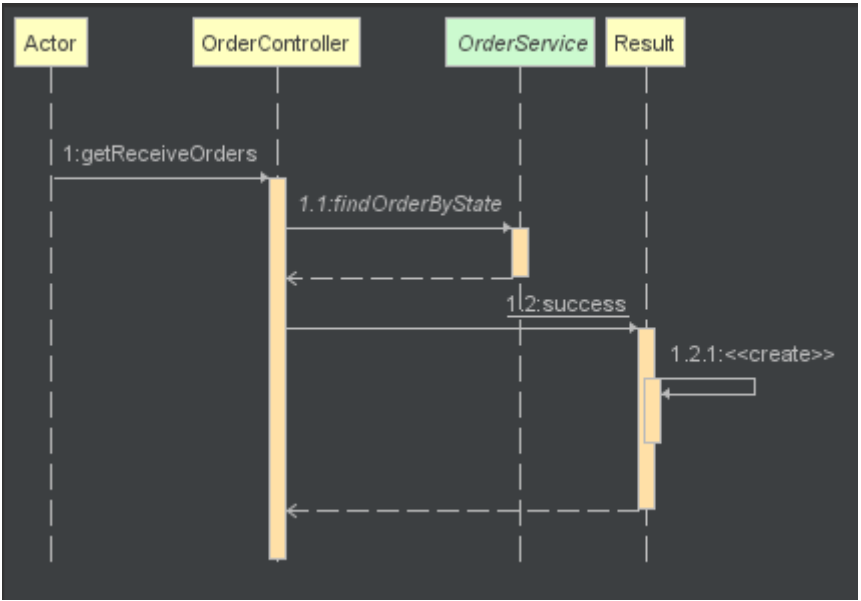 Actor
OrderController
OrderService
Result
1:getReceiveOrders
1.1:findOrderByState
1.2:success
1.2.1:<<create>>